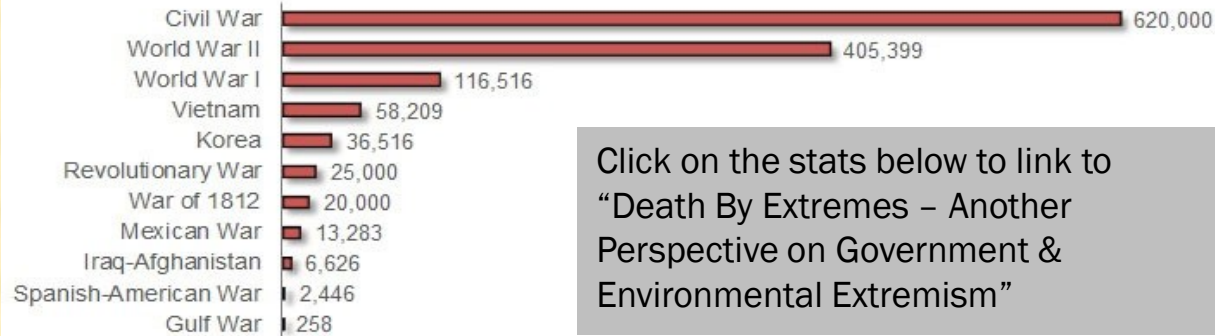 Civil War 620,000
World War II 405,399
World War I 116,516
Vietnam 58,209
Korea 36,516
Revolutionary War 25,000
War of 1812 20,000
Mexican War 13,283
Iraq-Afghanistan 6,626
Spanish-American War 2,446
Gulf War 258
Click on the stats below to link to
“Death By Extremes – Another
Perspective on Government &
Environmental Extremism”